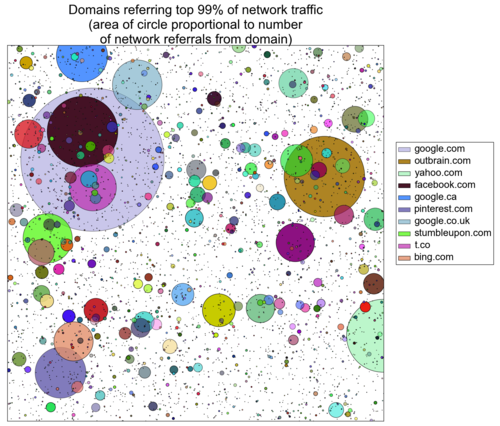 Domains referring top 99% of network traffic
(area of circle proportional to number
of network referrals from domain)
google.com
outbrain.com
yahoo.com
facebook.com
google.ca
pinterest.com
google.co.uk
stumbleupon.com
t.co
bing.com